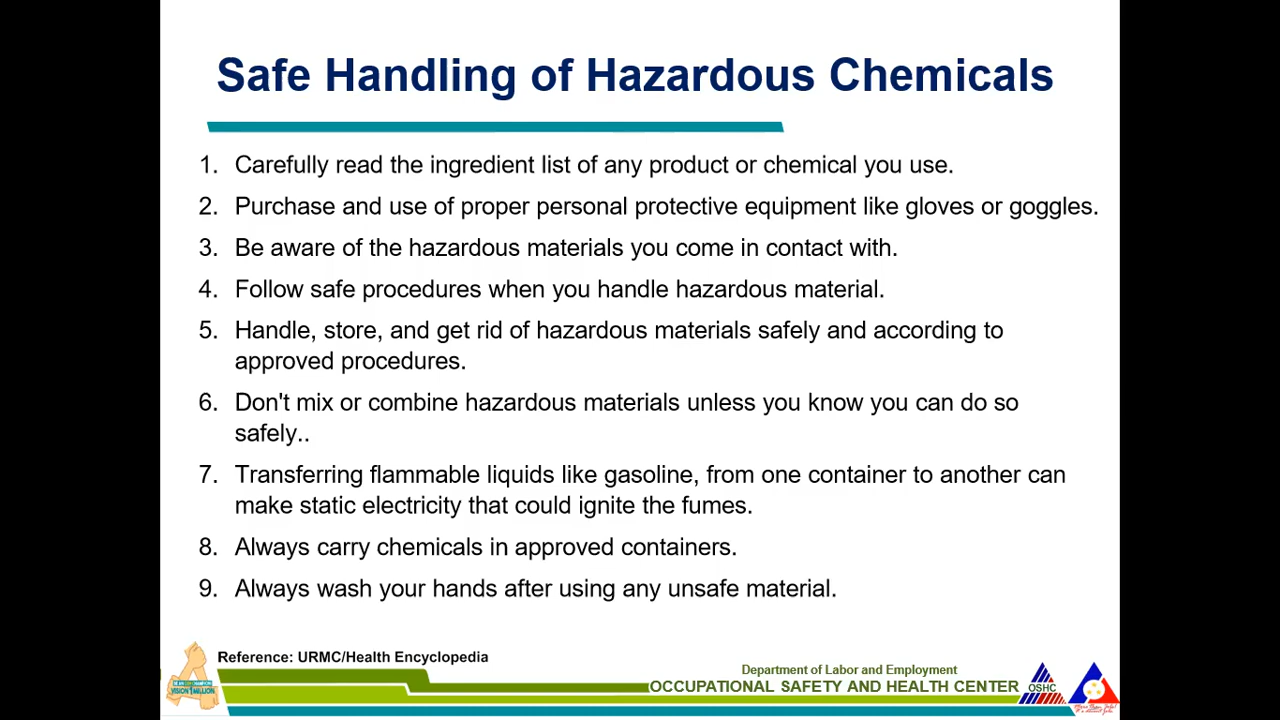 Safe Handling of Hazardous Chemicals
1. Carefully read the ingredient list of any product or chemical you use.
2. Purchase and use of proper personal protective equipment like gloves or goggles.
3. Be aware of the hazardous materials you come in contact with.
4. Follow safe procedures when you handle hazardous material.
5. Handle, store, and get rid of hazardous materials safely and according to
approved procedures.
6. Don't mix or combine hazardous materials unless you know you can do so
safely..
7. Transferring flammable liquids like gasoline, from one container to another can
make static electricity that could ignite the fumes.
8. Always carry chemicals in approved containers.
9. Always wash your hands after using any unsafe material.
Reference: URMC/Health Encyclopedia
Department of Labor and Employment
OCCUPATIONAL SAFETY AND HEALTH CENTER
OSHC
VISION 1 MILLION